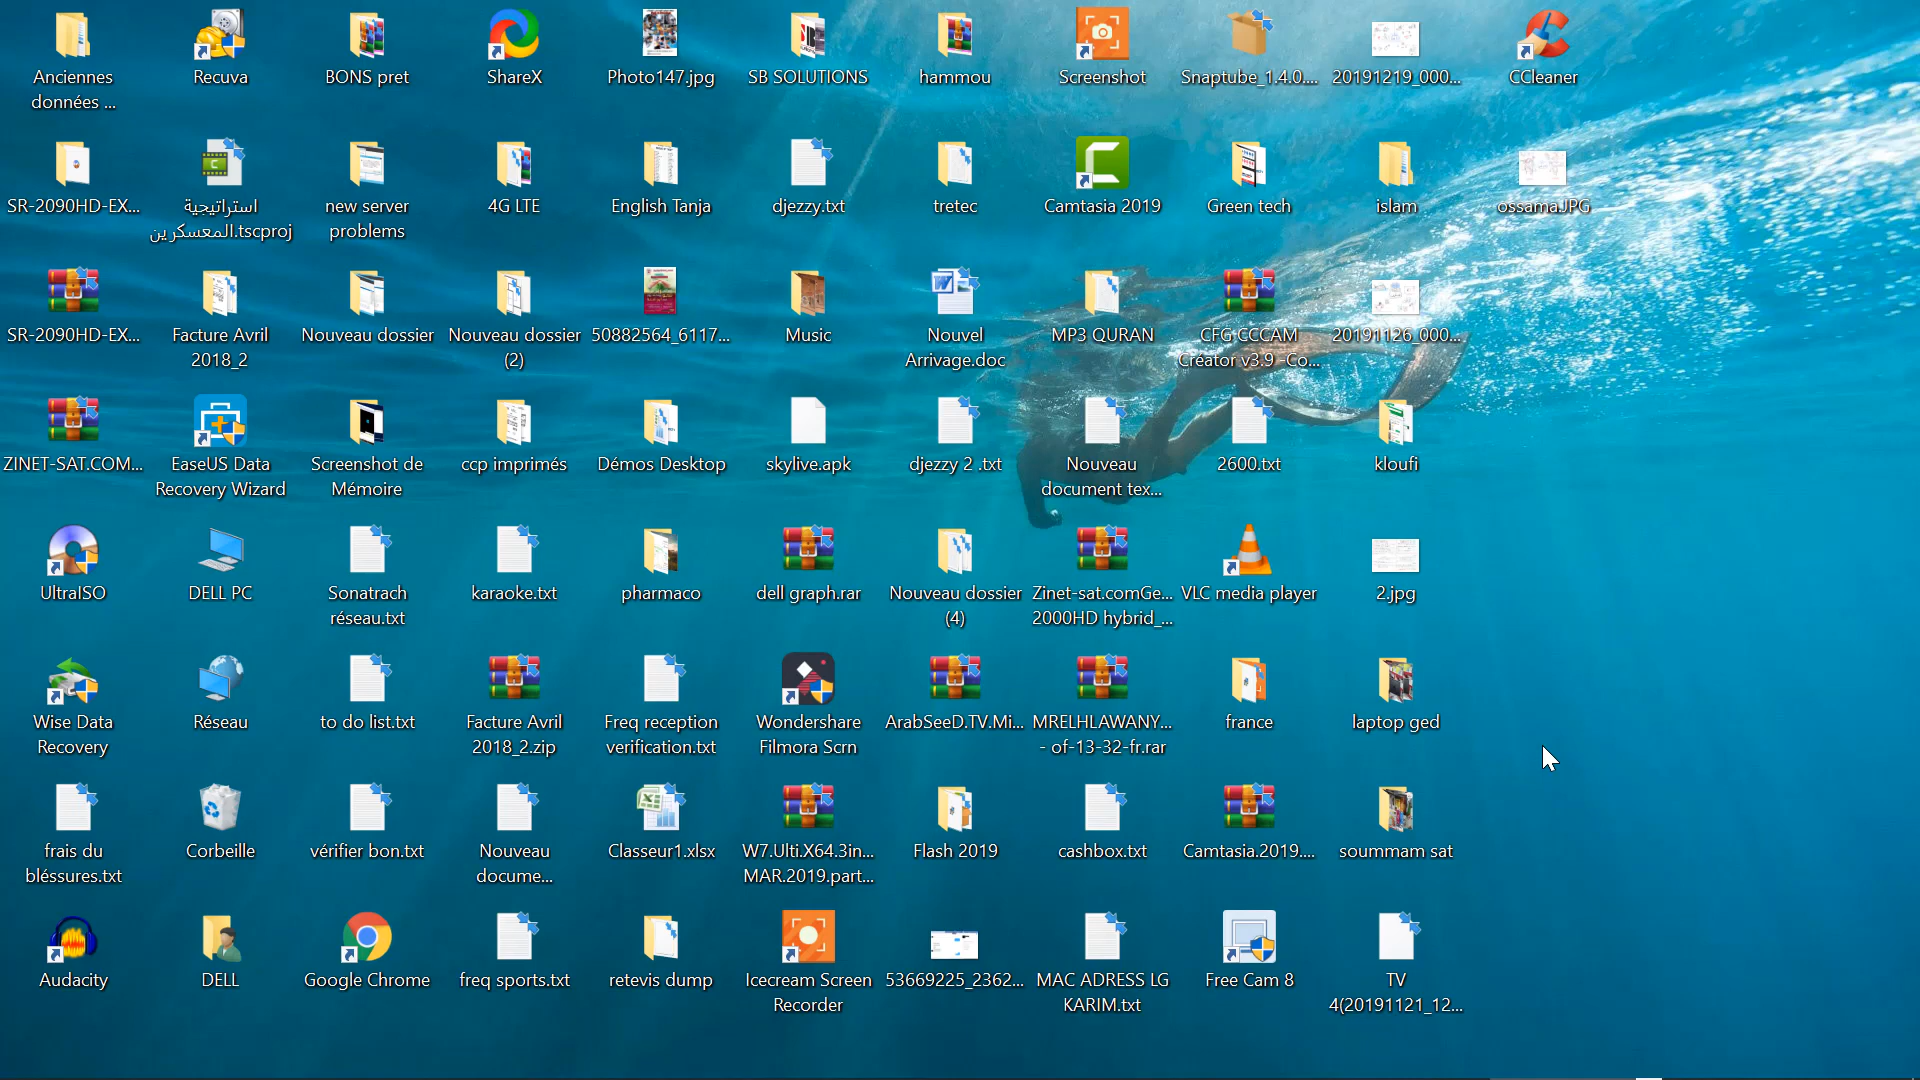 Anciennes
données ...
Recuva
BONS pret
ShareX
Photo147.jpg
SB SOLUTIONS
hammou
Screenshot
Snaptube_1.4.0....
20191219_000...
CCleaner
SR-2090HD-EX...
استراتيجية
المعسكرين.tscproj
new server
problems
4G LTE
English Tanja
djezzy.txt
tretec
Camtasia 2019
Green tech
islam
ossama.JPG
SR-2090HD-EX...
Facture Avril
2018_2
Nouveau dossier
Nouveau dossier
(2)
50882564_6117...
Music
Nouvel
Arrivage.doc
MP3 QURAN
CFG CCCAM
Créator v3.9 -Co...
20191126_000...
ZINET-SAT.COM...
EaseUS Data
Recovery Wizard
Screenshot de
Mémoire
ccp imprimés
Démos Desktop
skylive.apk
djezzy 2 .txt
Nouveau
document tex...
2600.txt
kloufi
UltraISO
DELL PC
Sonatrach
réseau.txt
karaoke.txt
pharmaco
dell graph.rar
Nouveau dossier
(4)
Zinet-sat.comGe...
2000HD hybrid_...
VLC media player
2.jpg
Wise Data
Recovery
Réseau
to do list.txt
Facture Avril
2018_2.zip
Freq reception
verification.txt
Wondershare
Filmora Scrn
ArabSeeD.TV.Mi...
MRELHLAWANY...
- of-13-32-fr.rar
france
laptop ged
frais du
bléssures.txt
Corbeille
vérifier bon.txt
Nouveau
docume...
Classeur1.xlsx
W7.Ulti.X64.3in...
MAR.2019.part...
Flash 2019
cashbox.txt
Camtasia.2019....
soummam sat
Audacity
DELL
Google Chrome
freq sports.txt
retevis dump
Icecream Screen
Recorder
53669225_2362...
MAC ADRESS LG
KARIM.txt
Free Cam 8
TV
4(20191121_12...